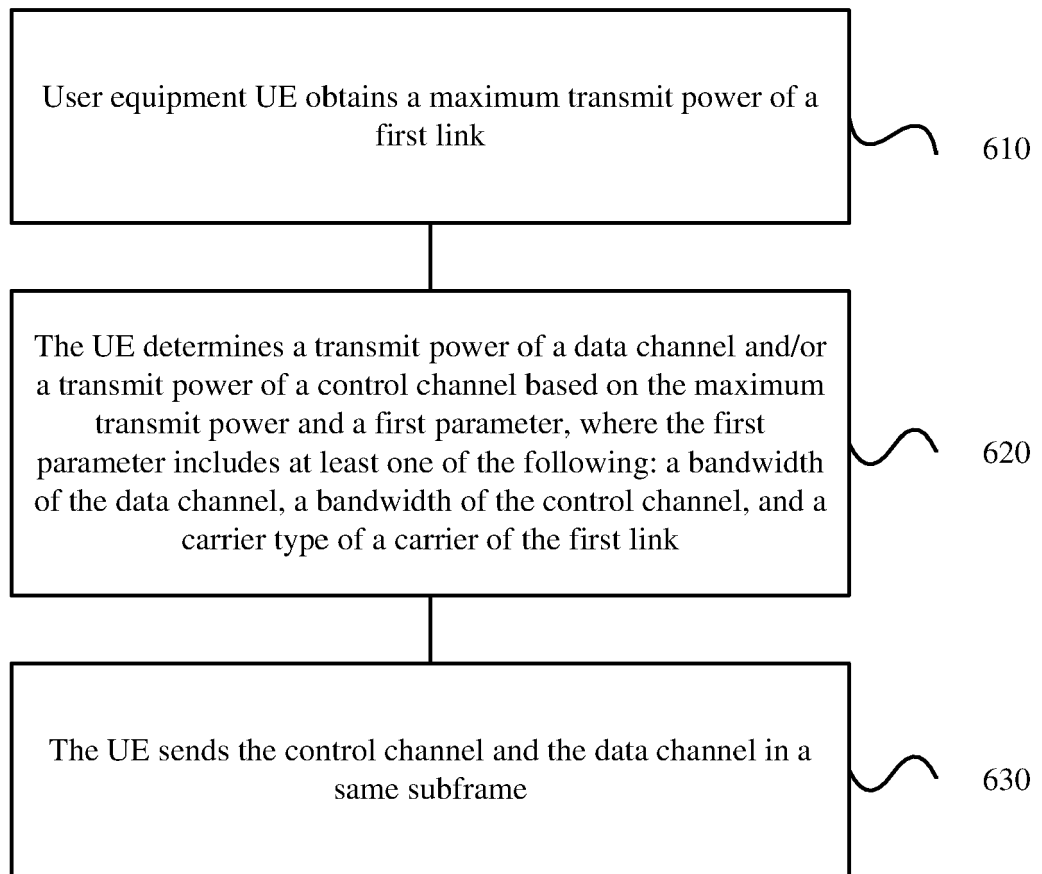 User equipment UE obtains a maximum transmit power of a
first link
610
The UE determines a transmit power of a data channel and/or
a transmit power of a control channel based on the maximum
transmit power and a first parameter, where the first
parameter includes at least one of the following: a bandwidth
of the data channel, a bandwidth of the control channel, and a
carrier type of a carrier of the first link
620
The UE sends the control channel and the data channel in a
same subframe
630